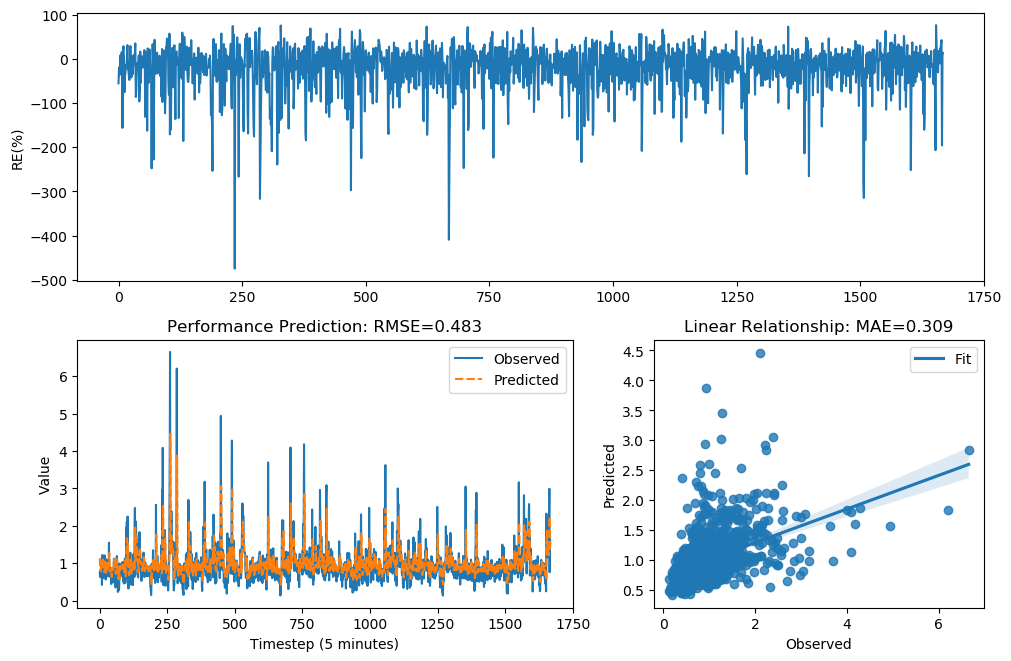 100
0
−100
−200
−300
−400
−500
RE(%)
0 250 500 750 1000 1250 1500 1750
Performance Prediction: RMSE=0.483
Observed
Predicted
6
5
4
3
2
1
0
Value
0 250 500 750 1000 1250 1500 1750
Timestep (5 minutes)
Linear Relationship: MAE=0.309
Fit
4.5
4.0
3.5
3.0
2.5
2.0
1.5
1.0
0.5
Predicted
0 2 4 6
Observed